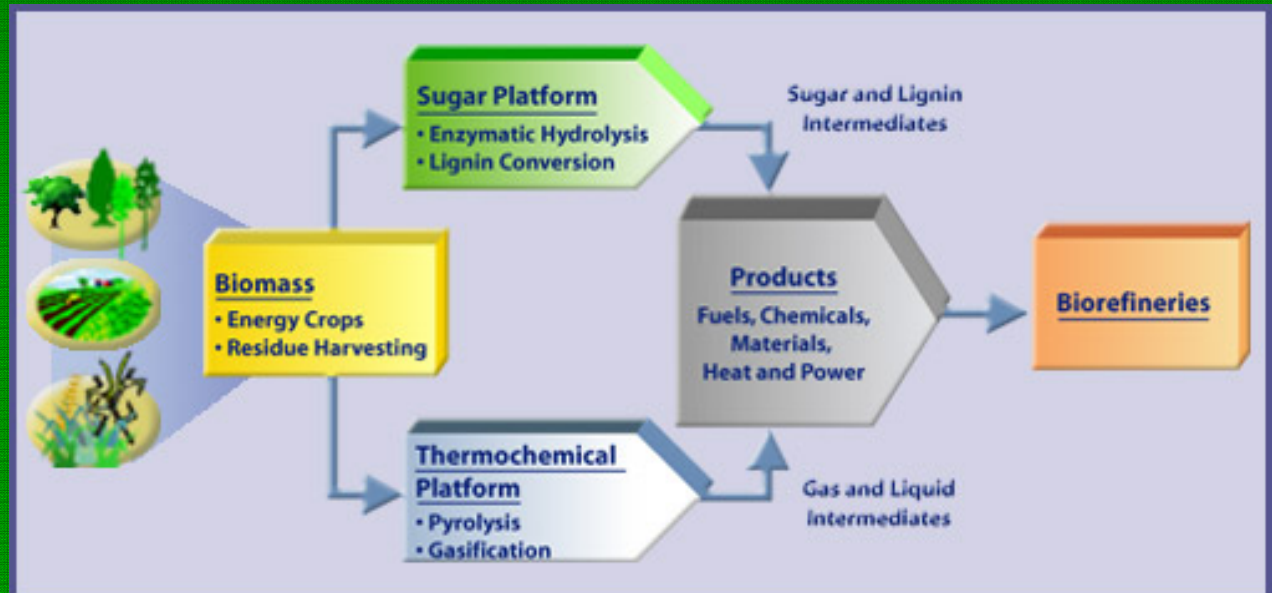 Sugar Platform
• Enzymatic Hydrolysis
• Lignin Conversion
Sugar and Lignin
Intermediates
Biomass
• Energy Crops
• Residue Harvesting
Products
Fuels, Chemicals,
Materials,
Heat and Power
Biorefineries
Thermochemical
Platform
• Pyrolysis
• Gasification
Gas and Liquid
Intermediates